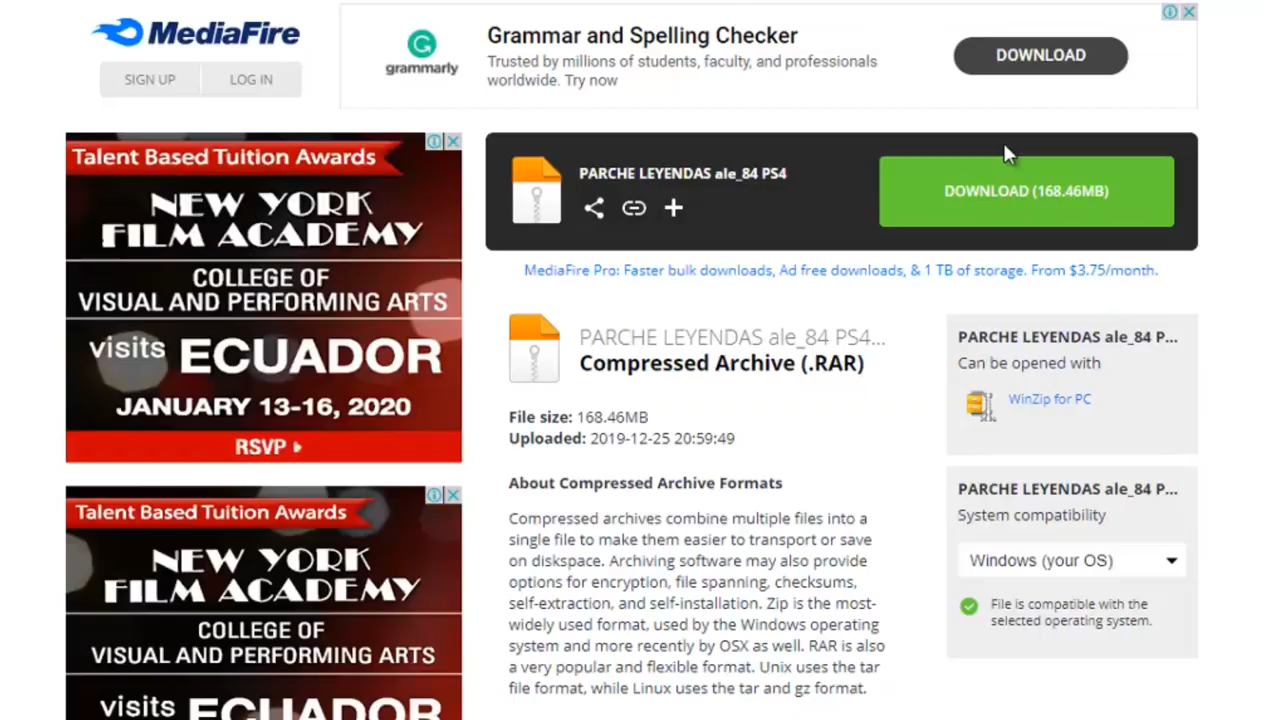 MediaFire
SIGN UP
LOG IN
grammarly
Grammar and Spelling Checker
Trusted by millions of students, faculty, and professionals
worldwide. Try now
DOWNLOAD
Talent Based Tuition Awards
NEW YORK
FILM ACADEMY
COLLEGE OF
VISUAL AND PERFORMING ARTS
visits ECUADOR
JANUARY 13-16, 2020
RSVP
PARCHE LEYENDAS ale_84 PS4
DOWNLOAD (168.46MB)
MediaFire Pro: Faster bulk downloads, Ad free downloads, & 1 TB of storage. From $3.75/month.
PARCHE LEYENDAS ale_84 PS4...
Compressed Archive (.RAR)
File size: 168.46MB
Uploaded: 2019-12-25 20:59:49
About Compressed Archive Formats
Compressed archives combine multiple files into a
single file to make them easier to transport or save
on diskspace. Archiving software may also provide
options for encryption, file spanning, checksums,
self-extraction, and self-installation. Zip is the most-
widely used format, used by the Windows operating
system and more recently by OSX as well. RAR is also
a very popular and flexible format. Unix uses the tar
file format, while Linux uses the tar and gz format.
PARCHE LEYENDAS ale_84 P...
Can be opened with
WinZip for PC
PARCHE LEYENDAS ale_84 P...
System compatibility
Windows (your OS)
File is compatible with the
selected operating system.
Talent Based Tuition Awards
NEW YORK
FILM ACADEMY
COLLEGE OF
VISUAL AND PERFORMING ARTS
visits ECUADOR